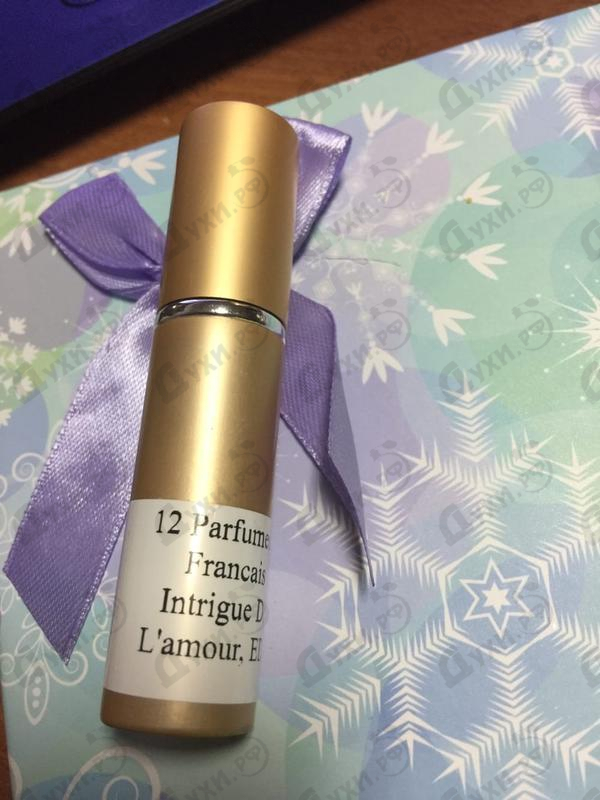 12 Parfume
Francais
Intrigue D
L'amour, E
Духи.рф